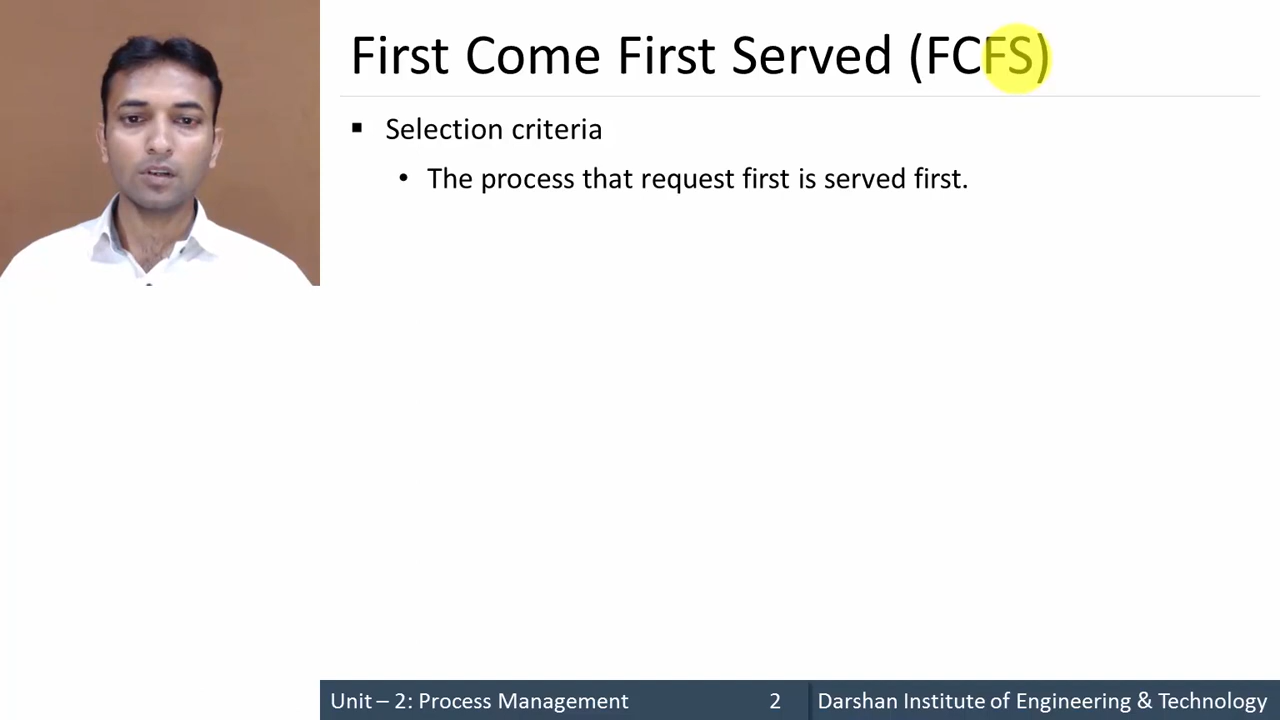 First Come First Served (FCFS)
Selection criteria
The process that request first is served first.
Unit – 2: Process Management 2 Darshan Institute of Engineering & Technology